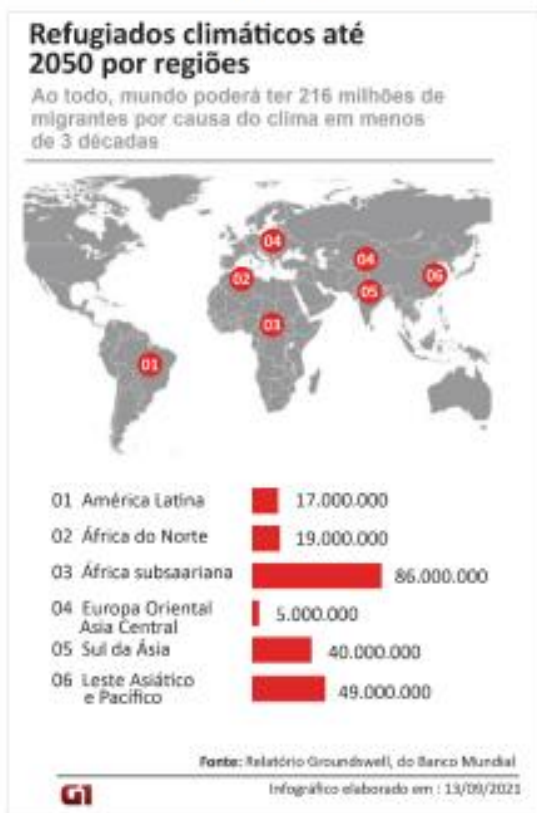 Refugiados climáticos até
2050 por regiões
Ao todo, mundo poderá ter 216 milhões de
migrantes por causa do clima em menos
de 3 décadas
04
04
02
05
06
03
01
01 América Latina 17.000.000
02 África do Norte 19.000.000
03 África subsaariana 86.000.000
04 Europa Oriental
Asia Central 5.000.000
05 Sul da Ásia 40.000.000
06 Leste Asiático
e Pacífico 49.000.000
Fonte: Relatório Groundswell, do Banco Mundial
G1
Infográfico elaborado em : 13/09/2021